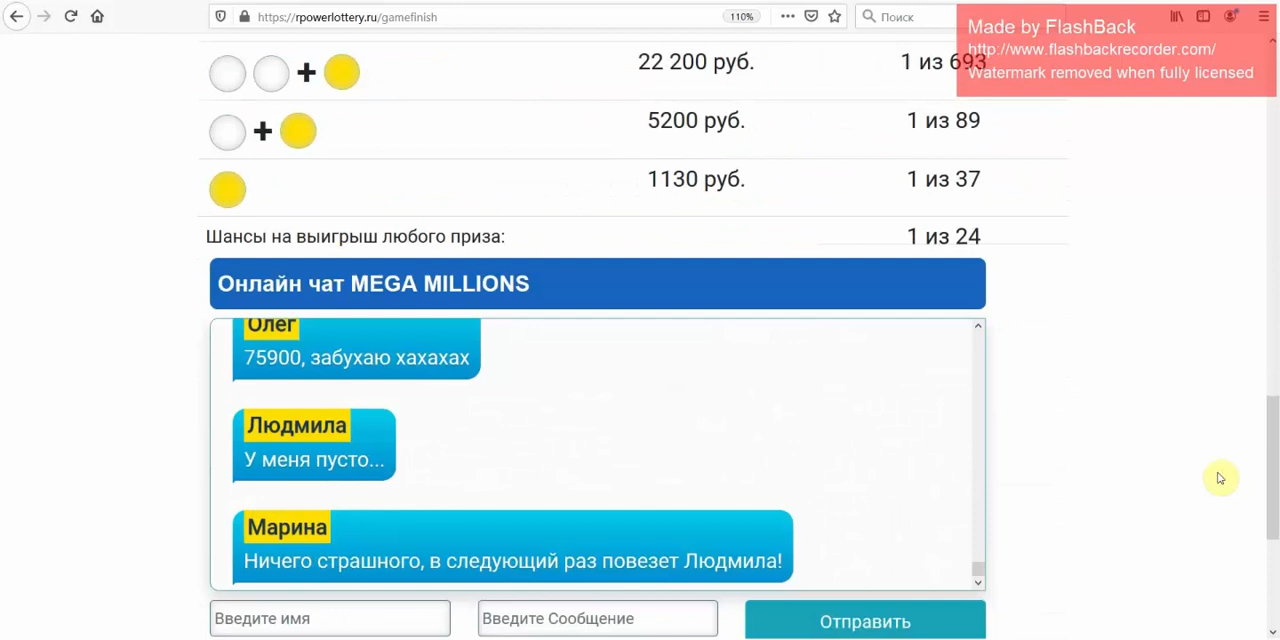 https://rpowerlottery.ru/gamefinish
110%
Поиск
Made by FlashBack
http://www.flashbackrecorder.com/
Watermark removed when fully licensed
+ 22 200 руб. 1 из 693
+ 5200 руб. 1 из 89
1130 руб. 1 из 37
Шансы на выигрыш любого приза: 1 из 24
Онлайн чат MEGA MILLIONS
Олег
75900, забухаю хахахах
Людмила
У меня пусто...
Марина
Ничего страшного, в следующий раз повезет Людмила!
Введите имя
Введите Сообщение
Отправить